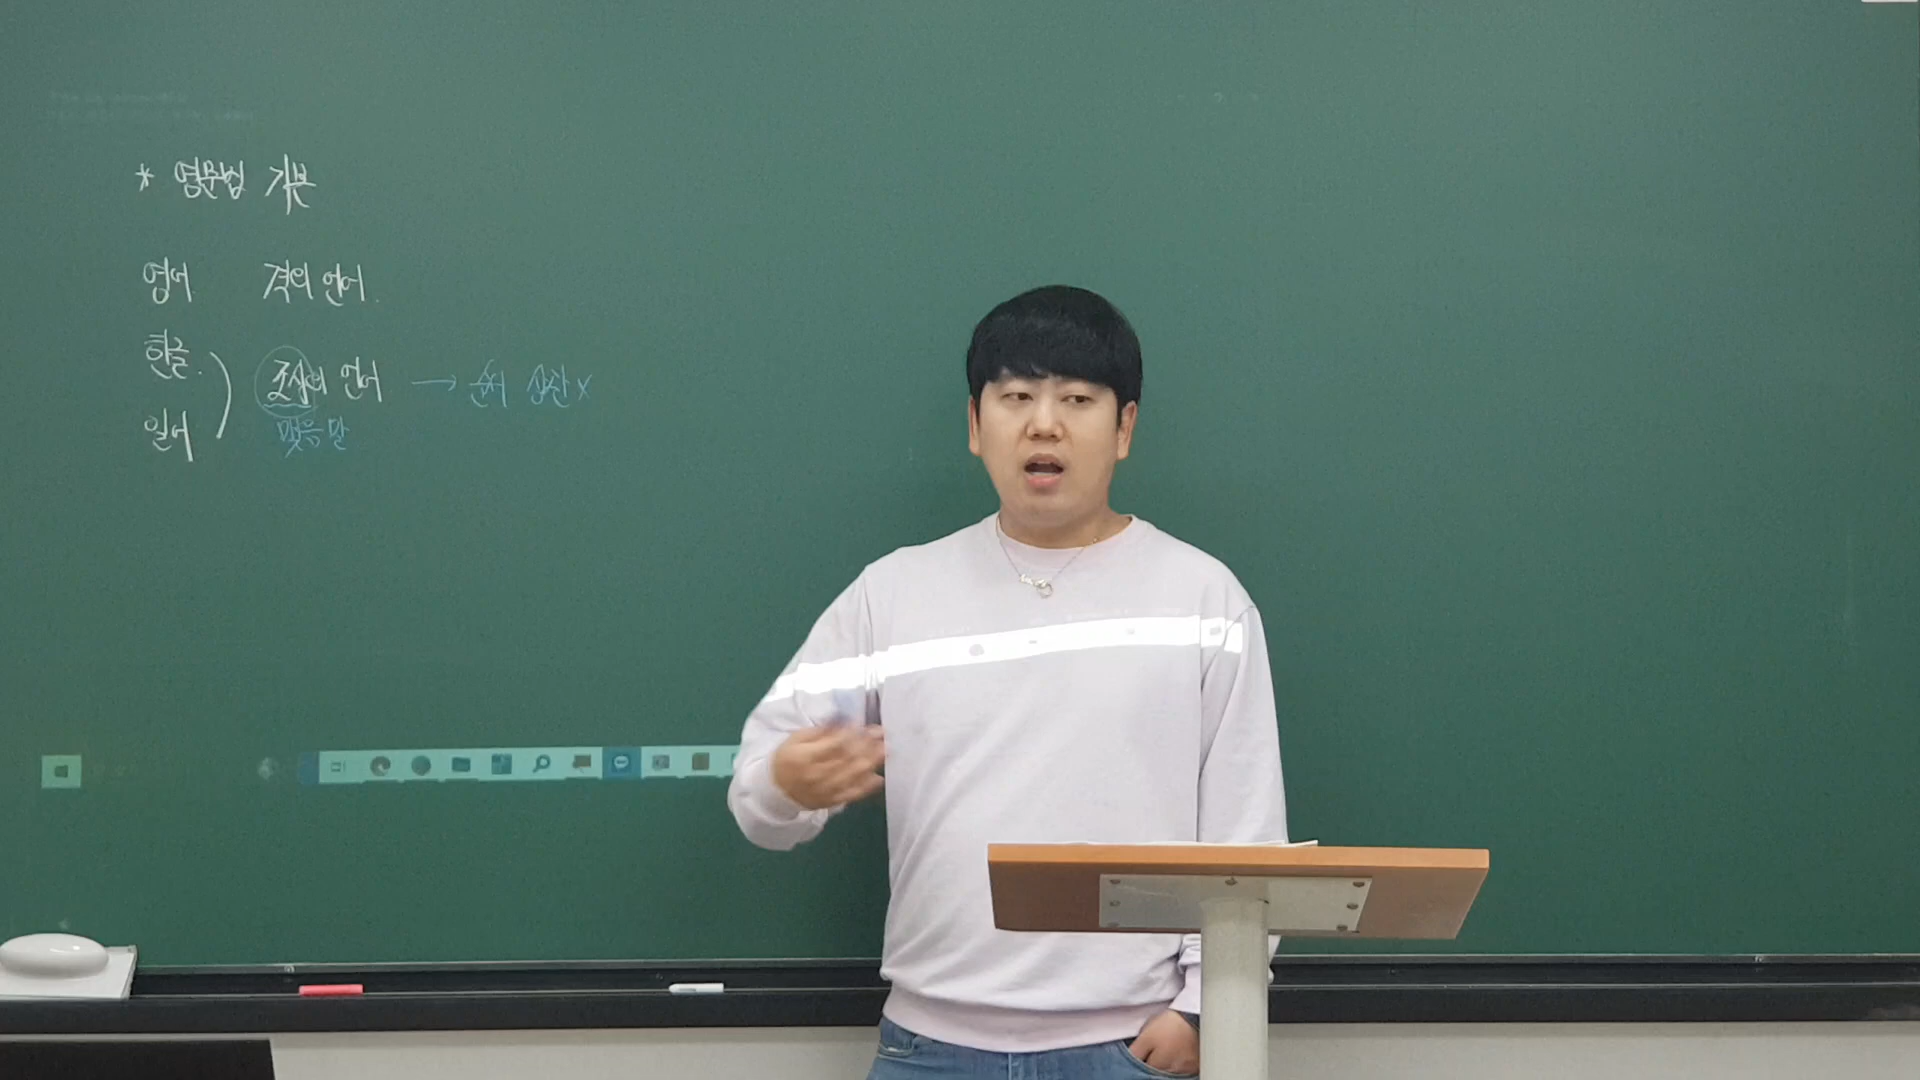 * 영문법 기본
영어 격의 언어.
한글. 조사의 언어 → 순서 상관 x
맺음말
일어